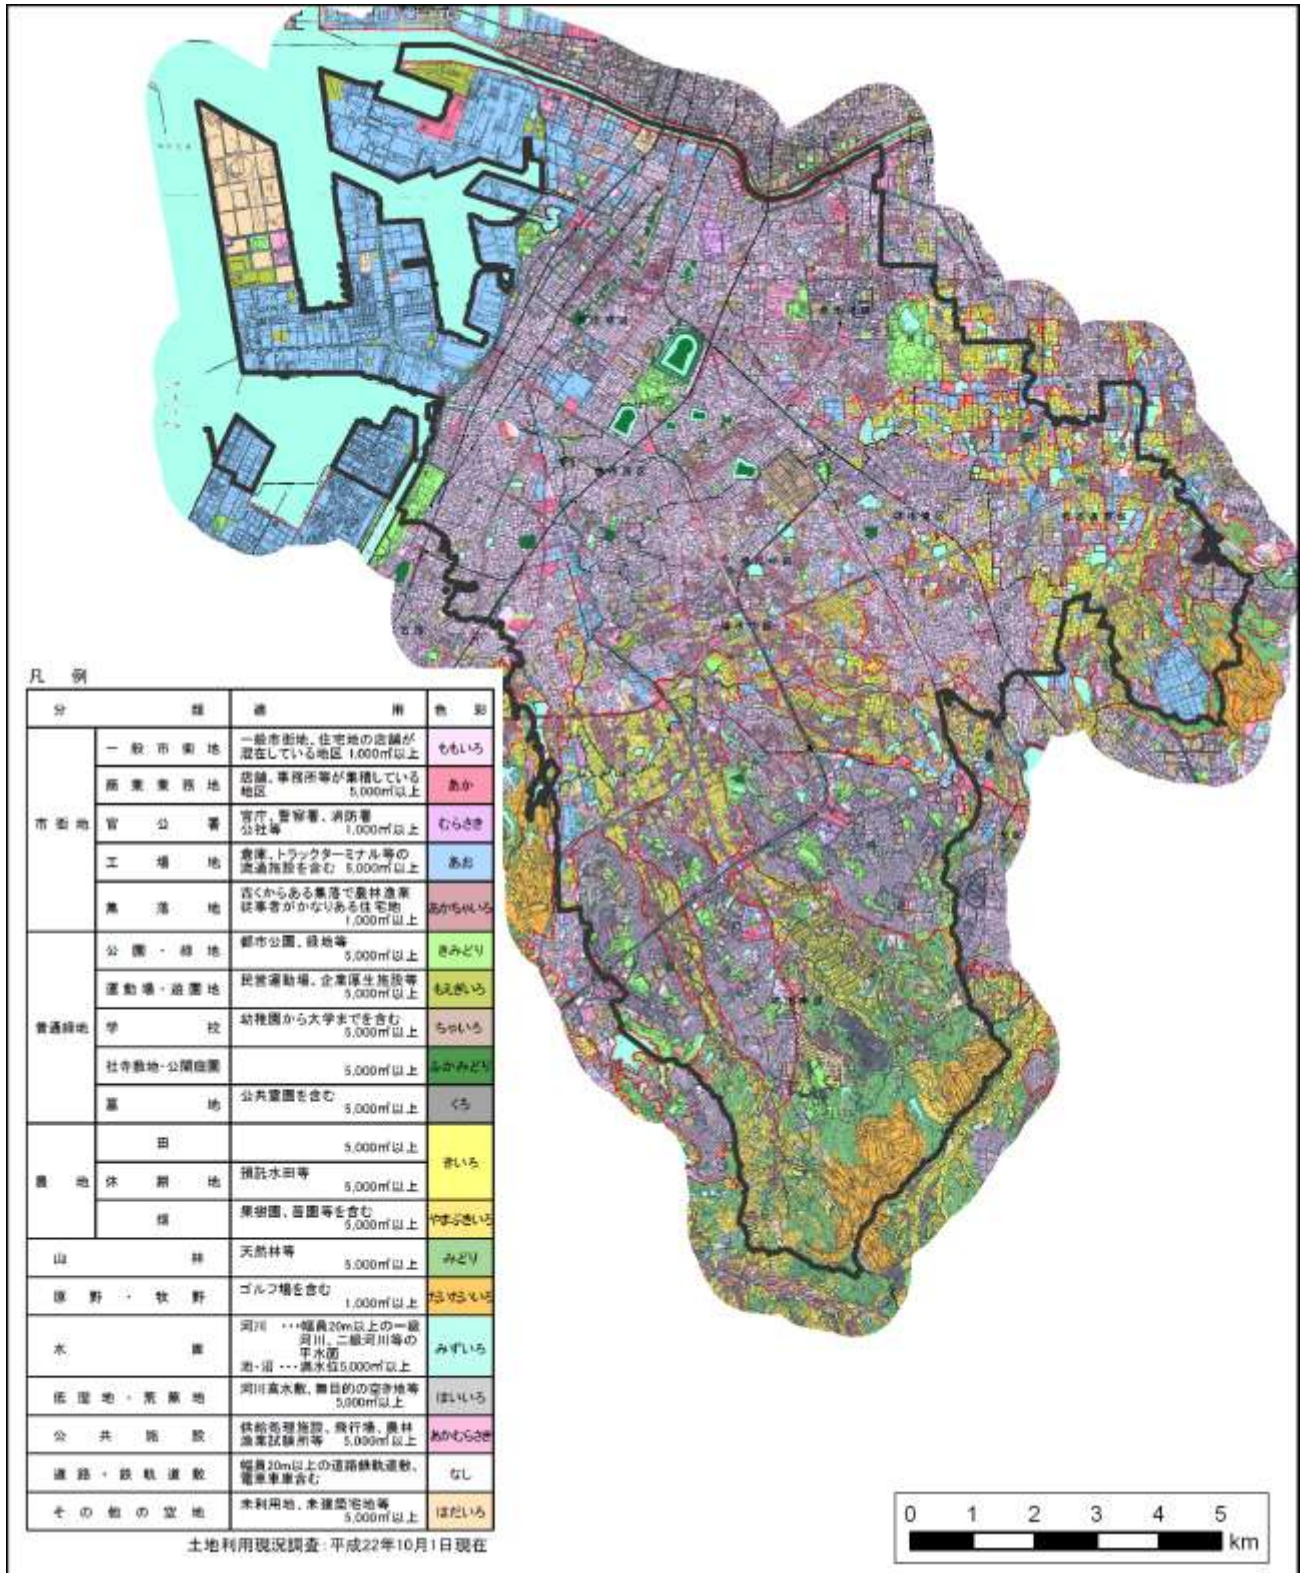 凡 例
分 類 適 用 色 彩
市街地
一般市街地 一般市街地、住宅地の店舗が
混在している地区 1,000㎡以上 ももいろ
商業業務地 店舗、事務所等が集積している
地区 5,000㎡以上 あか
官公署 官庁、警察署、消防署
公社等 1,000㎡以上 むらさき
工場地 倉庫、トラックターミナル等の
流通施設を含む 5,000㎡以上 あお
集落地 古くからある集落で農林漁業
従事者がかなりある住宅地
1,000㎡以上 あかちゃいろ
普通緑地
公園・緑地 都市公園、緑地等
5,000㎡以上 きみどり
運動場・遊園地 民営運動場、企業厚生施設等
5,000㎡以上 もえぎいろ
学校 幼稚園から大学までを含む
5,000㎡以上 ちゃいろ
社寺敷地・公開庭園 5,000㎡以上 ふかみどり
墓地 公共霊園を含む
5,000㎡以上 くろ
農地
田 5,000㎡以上 きいろ
休耕地 預託水田等
5,000㎡以上
畑 果樹園、苗圃等を含む
5,000㎡以上 やまぶきいろ
山林 天然林等
5,000㎡以上 みどり
原野・牧野 ゴルフ場を含む
1,000㎡以上 だいだいいろ
水面 河川 ・・・幅員20m以上の一級
河川、二級河川等の
平水面
池・沼 ・・・満水位5,000㎡以上 みずいろ
低湿地・荒蕪地 河川高水敷、無目的の空き地等
5,000㎡以上 はいいろ
公共施設 供給処理施設、飛行場、農林
漁業試験所等 5,000㎡以上 あかむらさき
道路・鉄軌道敷 幅員20m以上の道路鉄軌道敷、
電車車庫含む なし
その他の空地 未利用地、未建築宅地等
5,000㎡以上 はだいろ
土地利用現況調査：平成22年10月1日現在
0 1 2 3 4 5
km